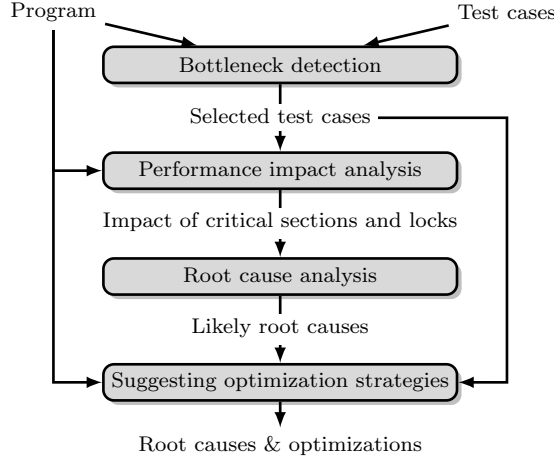 Program
Test cases
Bottleneck detection
Selected test cases
Performance impact analysis
Impact of critical sections and locks
Root cause analysis
Likely root causes
Suggesting optimization strategies
Root causes & optimizations